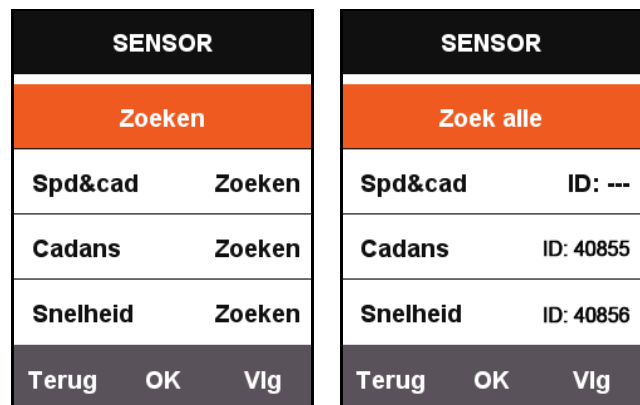 SENSOR
Zoeken
Spd&cad Zoeken
Cadans Zoeken
Snelheid Zoeken
Terug OK Vlg
SENSOR
Zoek alle
Spd&cad ID: ---
Cadans ID: 40855
Snelheid ID: 40856
Terug OK Vlg